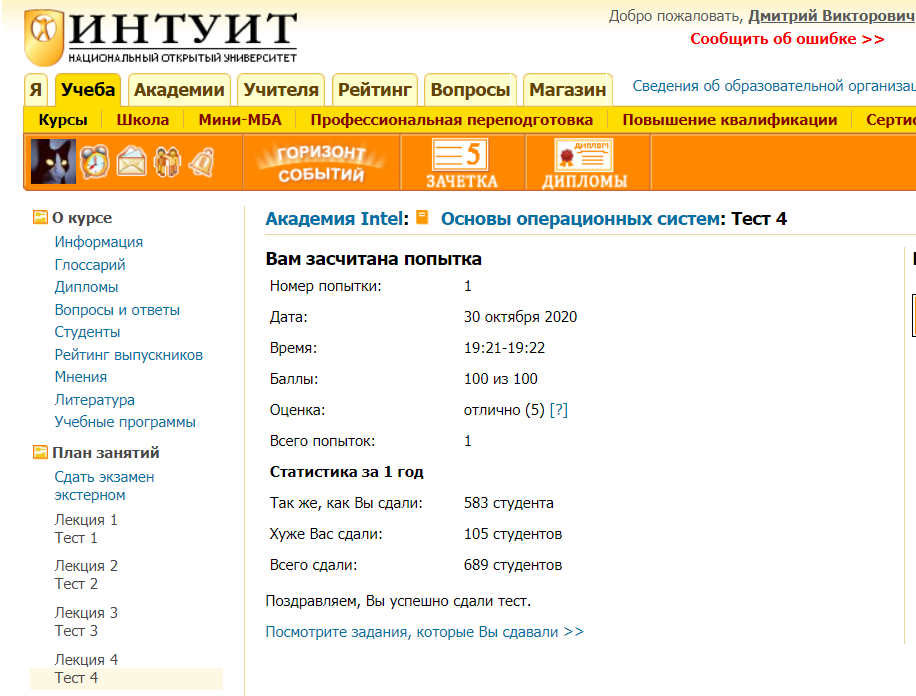 ИНТУИТ
НАЦИОНАЛЬНЫЙ ОТКРЫТЫЙ УНИВЕРСИТЕТ
Добро пожаловать, Дмитрий Викторович
Сообщить об ошибке >>
Я Учеба Академии Учителя Рейтинг Вопросы Магазин
Сведения об образовательной
Курсы Школа Мини-МБА Профессиональная переподготовка Повышение квалификации
ГОРИЗОНТ
СОБЫТИЙ
5
ЗАЧЕТКА
ДИПЛОМ
ДИПЛОМЫ
О курсе
Информация
Глоссарий
Дипломы
Вопросы и ответы
Студенты
Рейтинг выпускников
Мнения
Литература
Учебные программы
План занятий
Сдать экзамен
экстерном
Лекция 1
Тест 1
Лекция 2
Тест 2
Лекция 3
Тест 3
Лекция 4
Тест 4
Академия Intel: Основы операционных систем: Тест 4
Вам засчитана попытка
Номер попытки: 1
Дата: 30 октября 2020
Время: 19:21-19:22
Баллы: 100 из 100
Оценка: отлично (5) [?]
Всего попыток: 1
Статистика за 1 год
Так же, как Вы сдали: 583 студента
Хуже Вас сдали: 105 студентов
Всего сдали: 689 студентов
Поздравляем, Вы успешно сдали тест.
Посмотрите задания, которые Вы сдавали >>